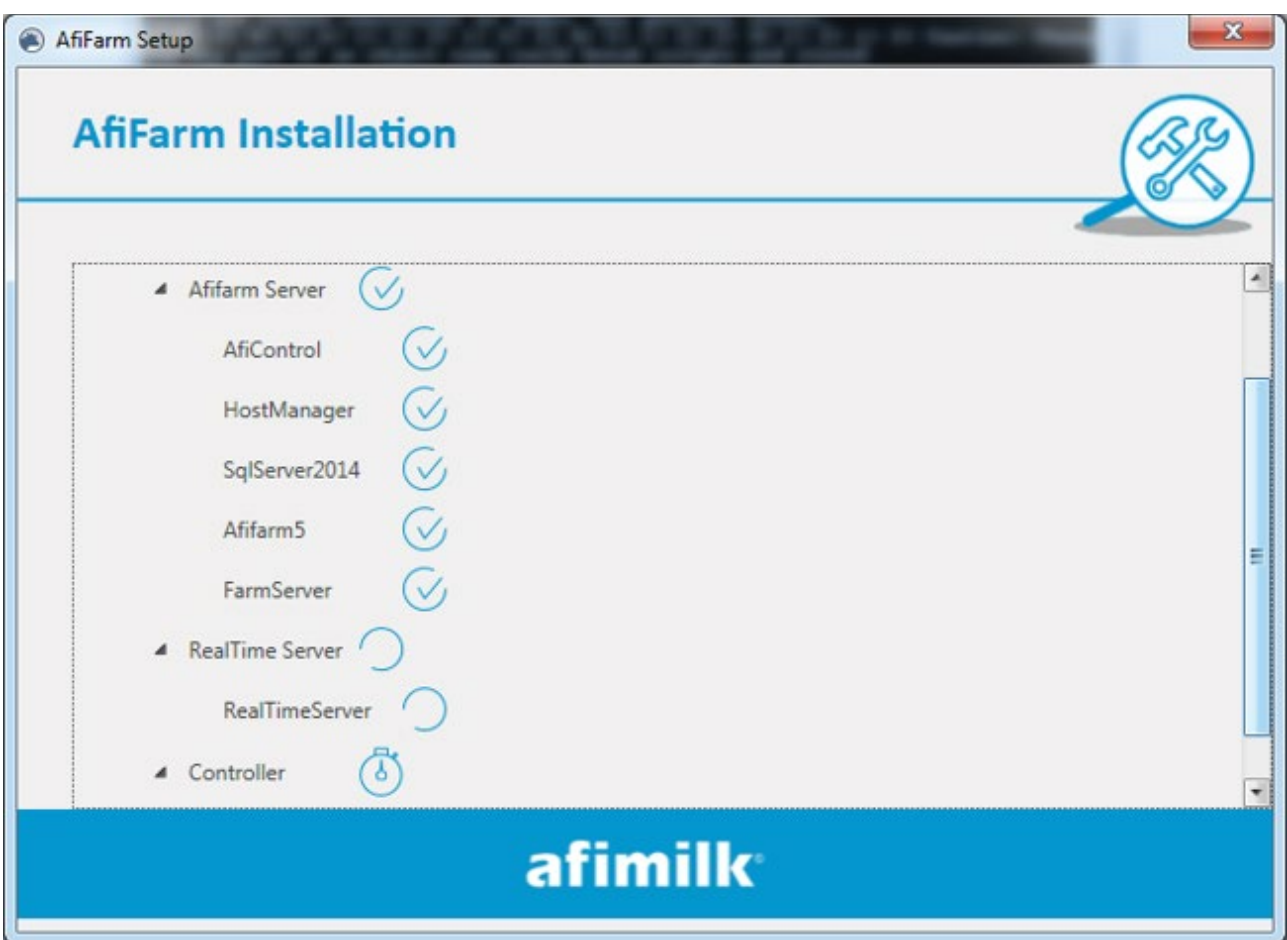 AfiFarm Setup
AfiFarm Installation
Afifarm Server
AfiControl
HostManager
SqlServer2014
Afifarm5
FarmServer
RealTime Server
RealTimeServer
Controller
afimilk®